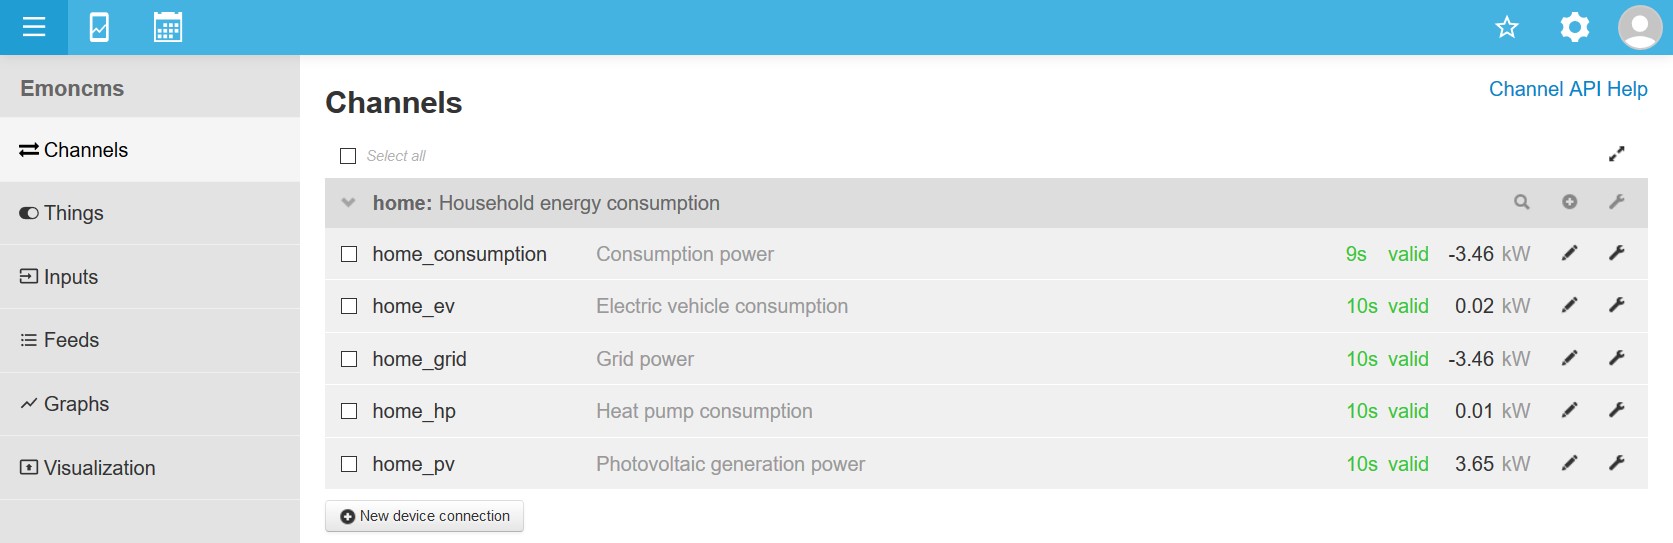 Emoncms
Channels
Things
Inputs
Feeds
Graphs
Visualization
Channels
Channel API Help
Select all
home: Household energy consumption
home_consumption Consumption power 9s valid -3.46 kW
home_ev Electric vehicle consumption 10s valid 0.02 kW
home_grid Grid power 10s valid -3.46 kW
home_hp Heat pump consumption 10s valid 0.01 kW
home_pv Photovoltaic generation power 10s valid 3.65 kW
New device connection